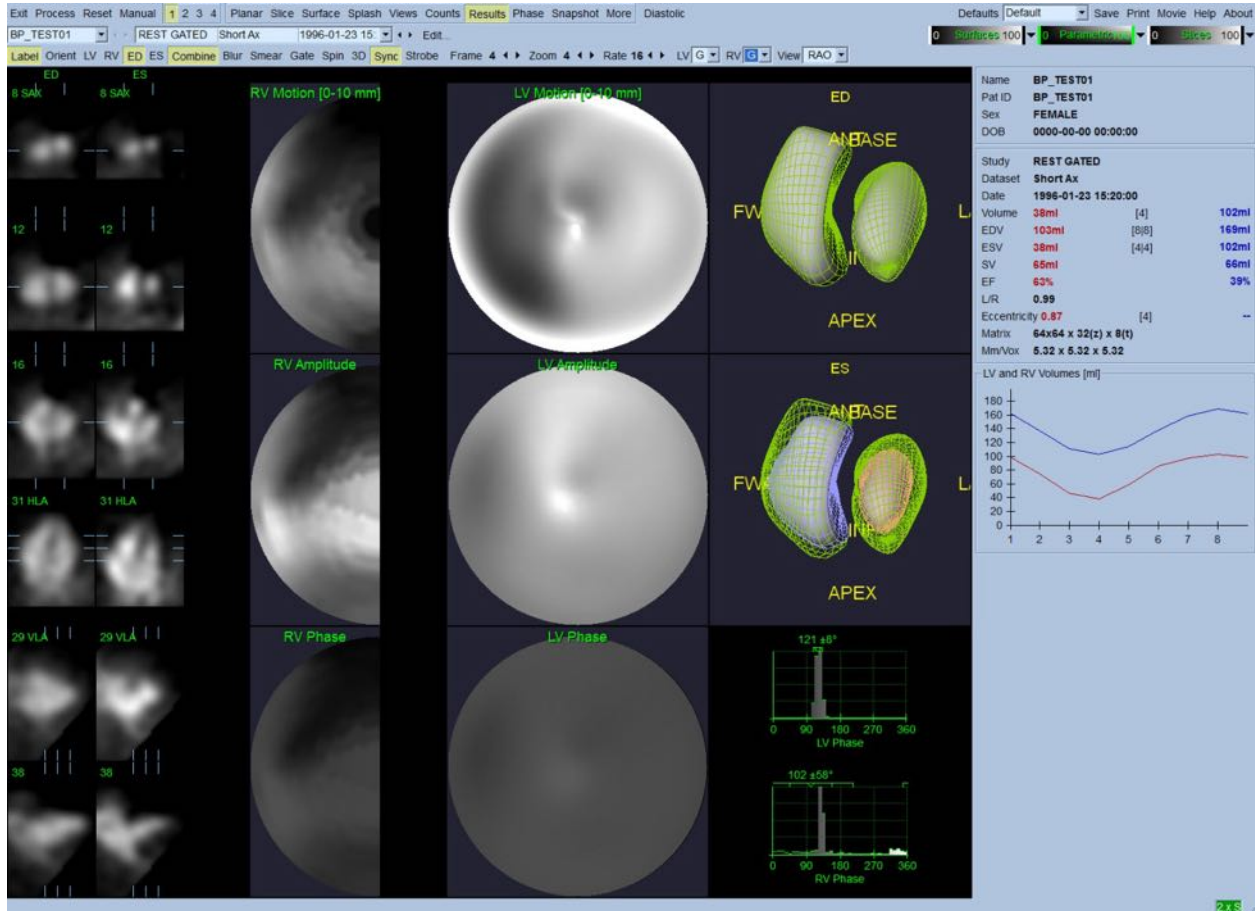 Exit Process Reset Manual 1 2 3 4 Planar Slice Surface Splash Views Counts Results Phase Snapshot More Diastolic Defaults Default Save Print Movie Help About
BP_TEST01 REST GATED Short Ax 1996-01-23 15: Edit... 0 Surfaces 100 0 Parametric 0 Slices 100
Label Orient LV RV ED ES Combine Blur Smear Gate Spin 3D Sync Strobe Frame 4 Zoom 4 Rate 16 LV G RV G View RAO
ED ES
8 SAX 8 SAX
12 12
16 16
31 HLA 31 HLA
29 VLA 29 VLA
38 38
RV Motion [0-10 mm]
LV Motion [0-10 mm]
ED
ANT BASE
FW
INF
APEX
RV Amplitude
LV Amplitude
ES
ANT BASE
FW
INF
APEX
RV Phase
LV Phase
121 ±6°
0 90 180 270 360
LV Phase
102 ±58°
0 90 180 270 360
RV Phase
Name BP_TEST01
Pat ID BP_TEST01
Sex FEMALE
DOB 0000-00-00 00:00:00
Study REST GATED
Dataset Short Ax
Date 1996-01-23 15:20:00
Volume 38ml [4] 102ml
EDV 103ml [8|8] 169ml
ESV 38ml [4|4] 102ml
SV 65ml 66ml
EF 63% 39%
L/R 0.99
Eccentricity 0.87 [4] --
Matrix 64x64 x 32(z) x 8(t)
Mm/Vox 5.32 x 5.32 x 5.32
LV and RV Volumes [ml]
180
160
140
120
100
80
60
40
20
0
1 2 3 4 5 6 7 8
2 x S